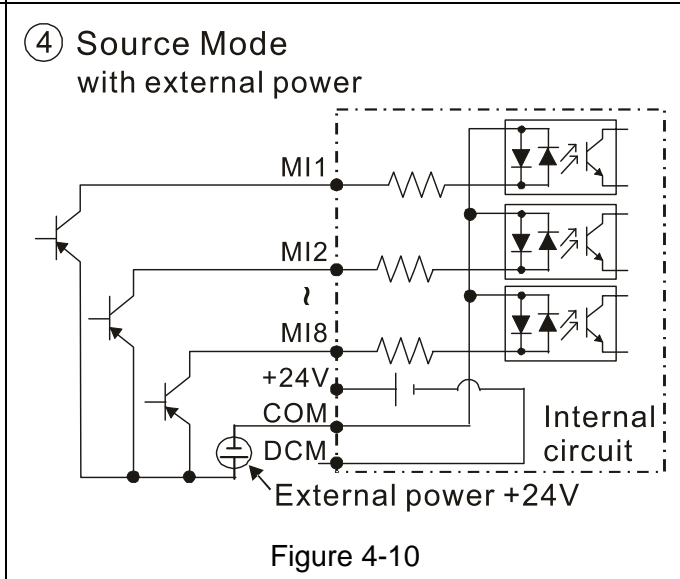 ④ Source Mode
with external power
MI1
MI2
~
MI8
+24V
COM
DCM
Internal
circuit
External power +24V
Figure 4-10